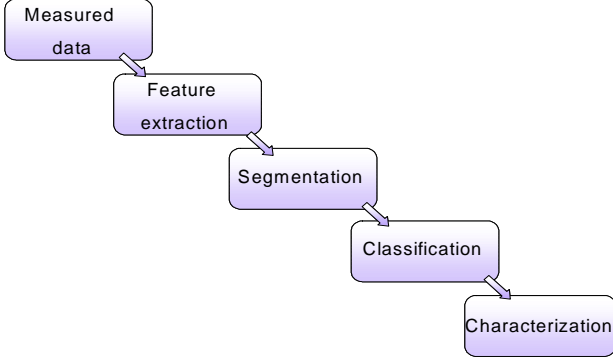 Measured
data
Feature
extraction
Segmentation
Classification
Characterization